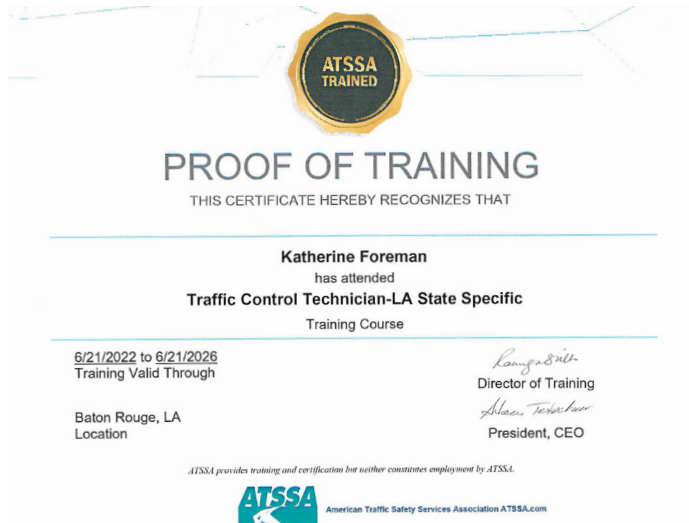 ATSSA
TRAINED
PROOF OF TRAINING
THIS CERTIFICATE HEREBY RECOGNIZES THAT
Katherine Foreman
has attended
Traffic Control Technician-LA State Specific
Training Course
6/21/2022 to 6/21/2026
Training Valid Through
Director of Training
Baton Rouge, LA
Location
President, CEO
ATSSA provides training and certification but neither constitutes employment by ATSSA.
ATSSA
American Traffic Safety Services Association ATSSA.com